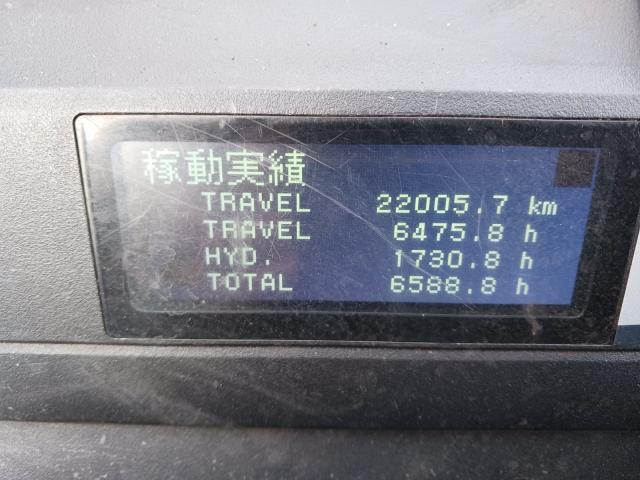 稼動実績
TRAVEL 22005.7 km
TRAVEL 6475.8 h
HYD. 1730.8 h
TOTAL 6588.8 h